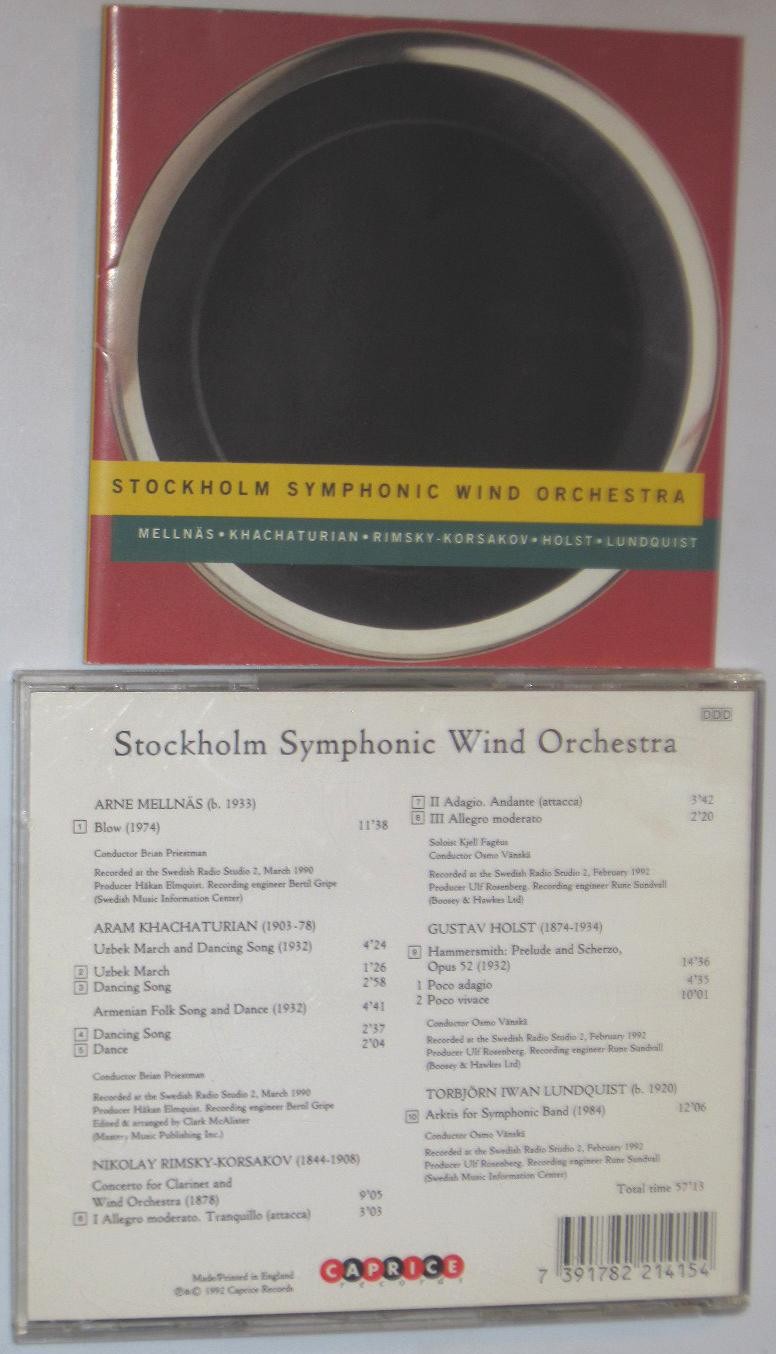 STOCKHOLM SYMPHONIC WIND ORCHESTRA
MELLNÄS • KHACHATURIAN • RIMSKY-KORSAKOV • HOLST • LUNDQUIST
DDD
Stockholm Symphonic Wind Orchestra
ARNE MELLNÄS (b. 1933)
1 Blow (1974) 11'38
Conductor Brian Priestman
Recorded at the Swedish Radio Studio 2, March 1990
Producer Håkan Elmquist. Recording engineer Bertil Gripe
(Swedish Music Information Center)
ARAM KHACHATURIAN (1903-78)
Uzbek March and Dancing Song (1932) 4'24
2 Uzbek March 1'26
3 Dancing Song 2'58
Armenian Folk Song and Dance (1932) 4'41
4 Dancing Song 2'37
5 Dance 2'04
Conductor Brian Priestman
Recorded at the Swedish Radio Studio 2, March 1990
Producer Håkan Elmquist. Recording engineer Bertil Gripe
Edited & arranged by Clark McAlister
(Mastery Music Publishing Inc.)
NIKOLAY RIMSKY-KORSAKOV (1844-1908)
Concerto for Clarinet and
Wind Orchestra (1878) 9'05
6 I Allegro moderato. Tranquillo (attacca) 3'03
7 II Adagio. Andante (attacca) 3'42
8 III Allegro moderato 2'20
Soloist Kjell Fagéus
Conductor Osmo Vänskä
Recorded at the Swedish Radio Studio 2, February 1992
Producer Ulf Rosenberg. Recording engineer Rune Sundvall
(Boosey & Hawkes Ltd)
GUSTAV HOLST (1874-1934)
9 Hammersmith: Prelude and Scherzo,
Opus 52 (1932) 14'36
1 Poco adagio 4'35
2 Poco vivace 10'01
Conductor Osmo Vänskä
Recorded at the Swedish Radio Studio 2, February 1992
Producer Ulf Rosenberg. Recording engineer Rune Sundvall
(Boosey & Hawkes Ltd)
TORBJÖRN IWAN LUNDQUIST (b. 1920)
10 Arktis for Symphonic Band (1984) 12'06
Conductor Osmo Vänskä
Recorded at the Swedish Radio Studio 2, February 1992
Producer Ulf Rosenberg. Recording engineer Rune Sundvall
(Swedish Music Information Center)
Total time 57'13
Made/Printed in England
℗ & © 1992 Caprice Records
CAPRICE
records
7 391782 214154